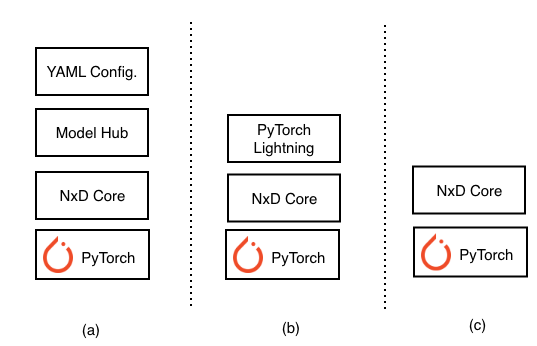 YAML Config.
Model Hub
NxD Core
PyTorch
(a)
PyTorch
Lightning
NxD Core
PyTorch
(b)
NxD Core
PyTorch
(c)